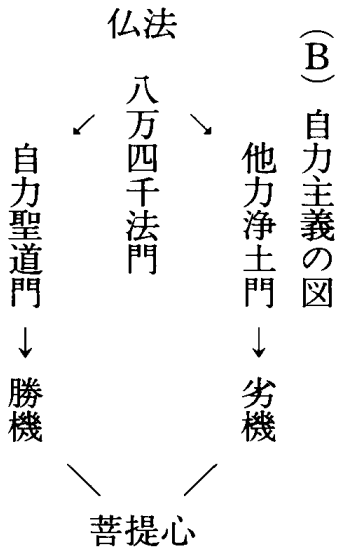 (B) 自力主義の図
仏法
八万四千法門
他力浄土門 → 劣機
自力聖道門 → 勝機
菩提心